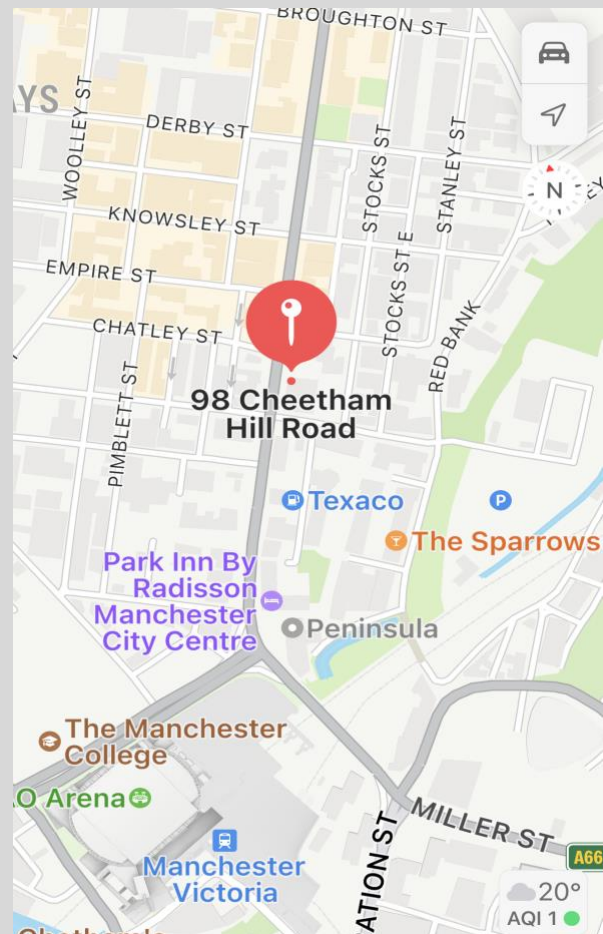 BROUGHTON ST
AYS
WOOLLEY ST
DERBY ST
STOCKS ST
STANLEY ST
N
KNOWSLEY ST
EMPIRE ST
CHATLEY ST
STOCKS ST E
RED BANK
PIMBLETT ST
98 Cheetham
Hill Road
Texaco
P
The Sparrows
Park Inn By
Radisson
Manchester
City Centre
Peninsula
The Manchester
College
O Arena
MILLER ST
ATION ST
A66
Manchester
Victoria
20°
AQI 1